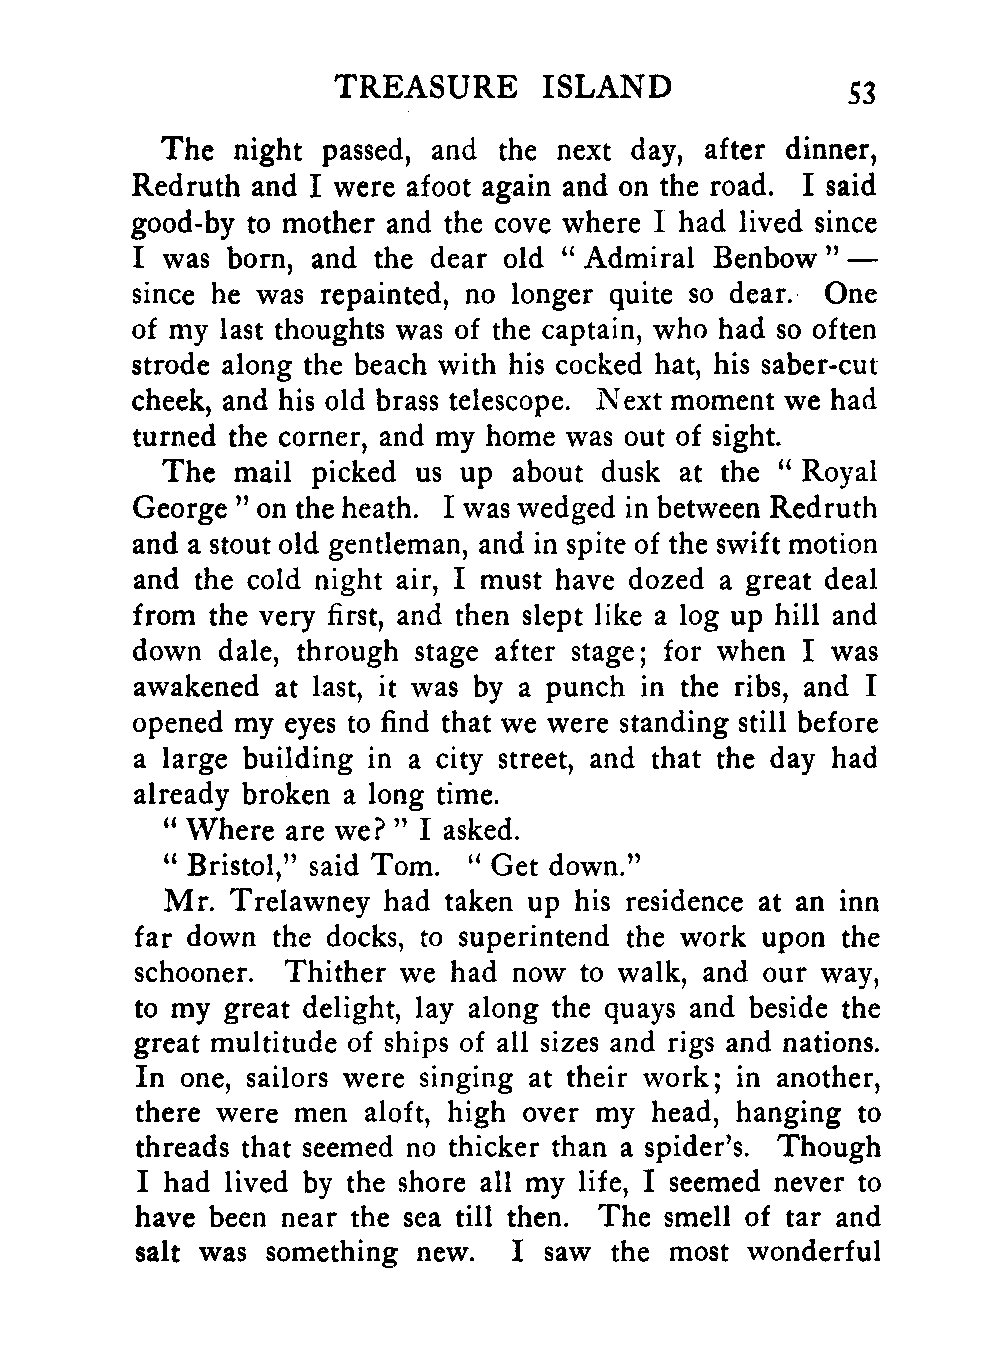 TREASURE ISLAND 53
The night passed, and the next day, after dinner,
Redruth and I were afoot again and on the road. I said
good-by to mother and the cove where I had lived since
I was born, and the dear old “ Admiral Benbow ” —
since he was repainted, no longer quite so dear. One
of my last thoughts was of the captain, who had so often
strode along the beach with his cocked hat, his saber-cut
cheek, and his old brass telescope. Next moment we had
turned the corner, and my home was out of sight.
The mail picked us up about dusk at the “ Royal
George ” on the heath. I was wedged in between Redruth
and a stout old gentleman, and in spite of the swift motion
and the cold night air, I must have dozed a great deal
from the very first, and then slept like a log up hill and
down dale, through stage after stage; for when I was
awakened at last, it was by a punch in the ribs, and I
opened my eyes to find that we were standing still before
a large building in a city street, and that the day had
already broken a long time.
“ Where are we? ” I asked.
“ Bristol,” said Tom. “ Get down.”
Mr. Trelawney had taken up his residence at an inn
far down the docks, to superintend the work upon the
schooner. Thither we had now to walk, and our way,
to my great delight, lay along the quays and beside the
great multitude of ships of all sizes and rigs and nations.
In one, sailors were singing at their work; in another,
there were men aloft, high over my head, hanging to
threads that seemed no thicker than a spider’s. Though
I had lived by the shore all my life, I seemed never to
have been near the sea till then. The smell of tar and
salt was something new. I saw the most wonderful